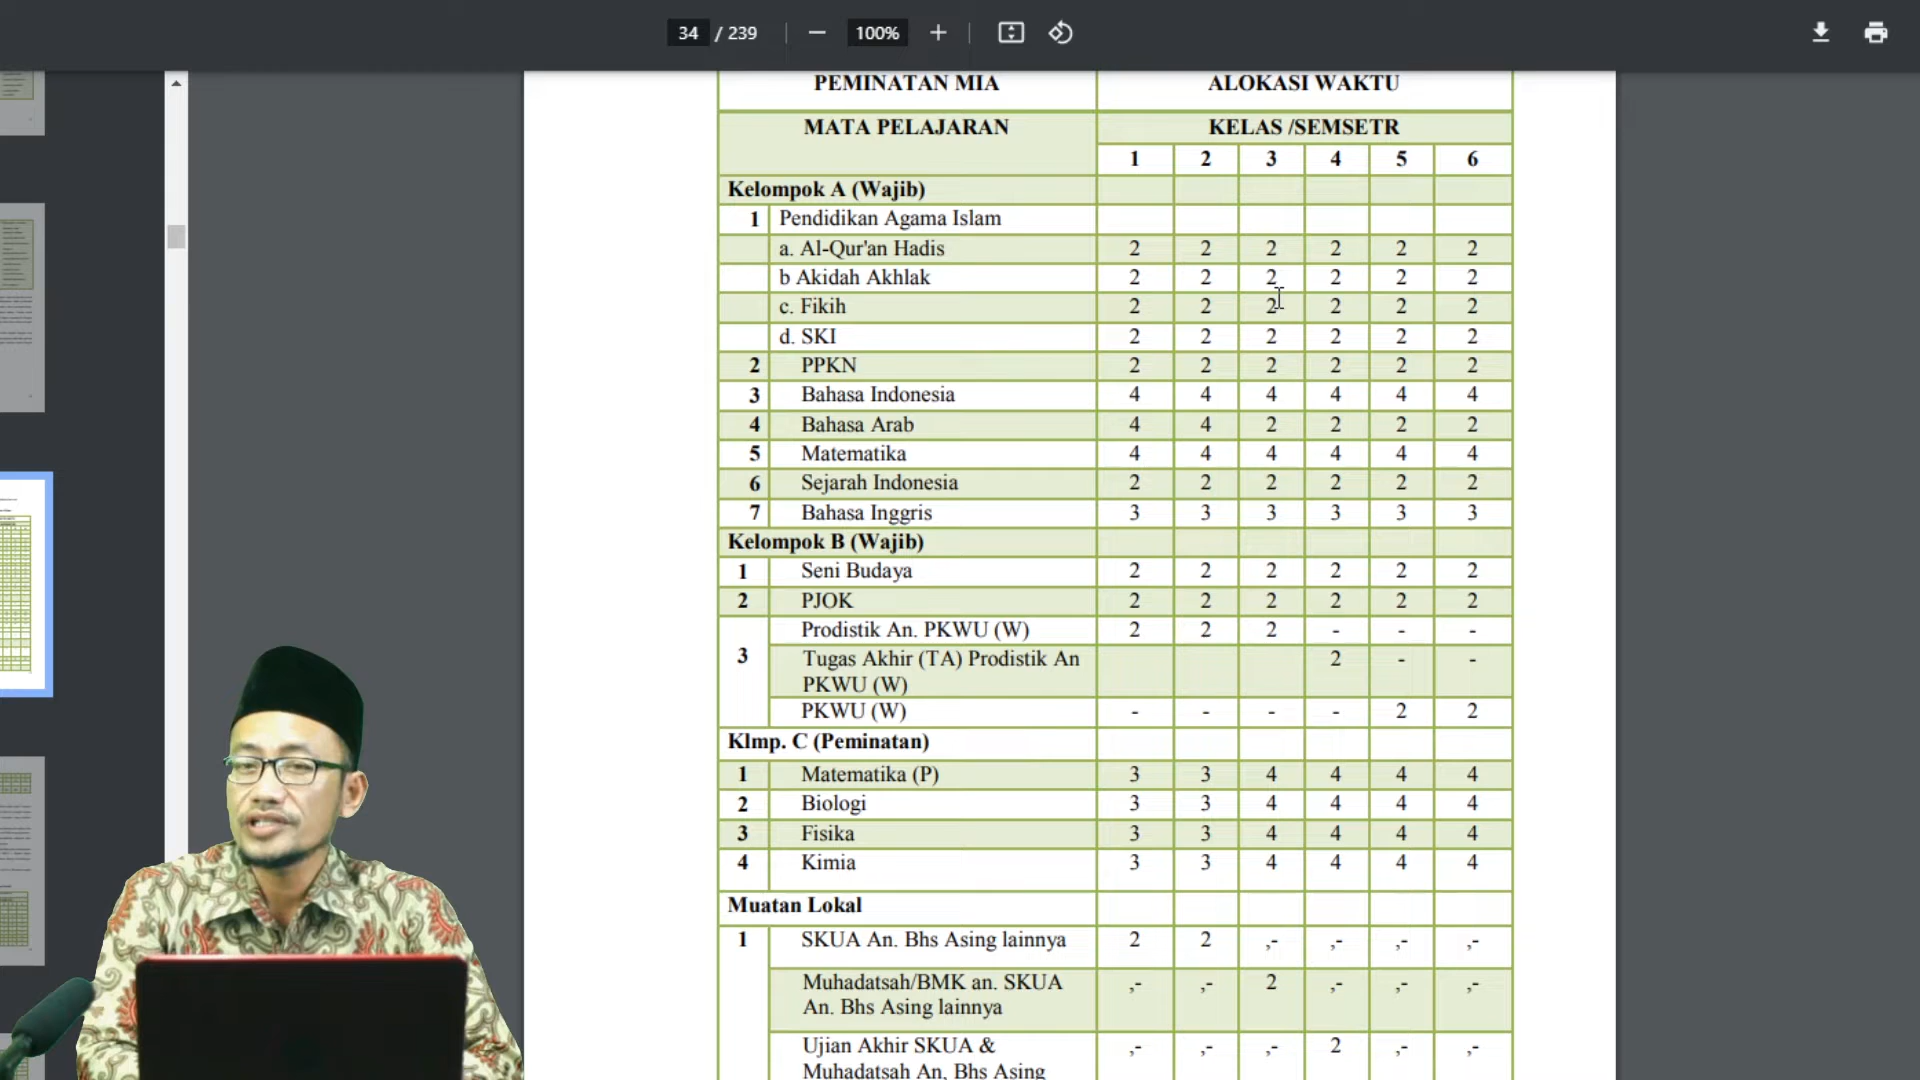 34 / 239 100%
PEMINATAN MIA ALOKASI WAKTU
MATA PELAJARAN KELAS /SEMSETR
1 2 3 4 5 6
Kelompok A (Wajib)
1 Pendidikan Agama Islam
a. Al-Qur'an Hadis 2 2 2 2 2 2
b Akidah Akhlak 2 2 2 2 2 2
c. Fikih 2 2 2 2 2 2
d. SKI 2 2 2 2 2 2
2 PPKN 2 2 2 2 2 2
3 Bahasa Indonesia 4 4 4 4 4 4
4 Bahasa Arab 4 4 2 2 2 2
5 Matematika 4 4 4 4 4 4
6 Sejarah Indonesia 2 2 2 2 2 2
7 Bahasa Inggris 3 3 3 3 3 3
Kelompok B (Wajib)
1 Seni Budaya 2 2 2 2 2 2
2 PJOK 2 2 2 2 2 2
3 Prodistik An. PKWU (W) 2 2 2 - - -
Tugas Akhir (TA) Prodistik An 2 - -
PKWU (W)
PKWU (W) - - - - 2 2
Klmp. C (Peminatan)
1 Matematika (P) 3 3 4 4 4 4
2 Biologi 3 3 4 4 4 4
3 Fisika 3 3 4 4 4 4
4 Kimia 3 3 4 4 4 4
Muatan Lokal
1 SKUA An. Bhs Asing lainnya 2 2 ,- ,- ,- ,-
Muhadatsah/BMK an. SKUA ,- ,- 2 ,- ,- ,-
An. Bhs Asing lainnya
Ujian Akhir SKUA & ,- ,- ,- 2 ,- ,-
Muhadatsah An, Bhs Asing